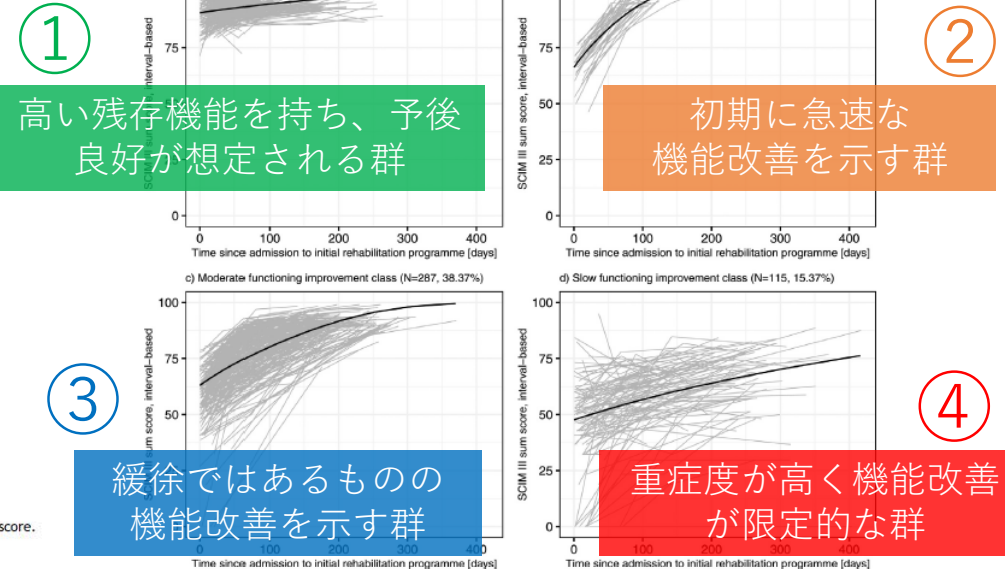 ①
SCIM III sum score, interval−based
75
0
高い残存機能を持ち、予後
良好が想定される群
0 100 200 300 400
Time since admission to initial rehabilitation programme [days]
②
SCIM III sum score, interval−based
75
50
25
0
初期に急速な
機能改善を示す群
0 100 200 300 400
Time since admission to initial rehabilitation programme [days]
c) Moderate functioning improvement class (N=287, 38.37%)
③
sum score, interval−based
100
75
50
緩徐ではあるものの
機能改善を示す群
0 100 200 300 400
Time since admission to initial rehabilitation programme [days]
d) Slow functioning improvement class (N=115, 15.37%)
④
SCIM III sum score, interval−based
100
75
50
25
0
重症度が高く機能改善
が限定的な群
0 100 200 300 400
Time since admission to initial rehabilitation programme [days]
score.